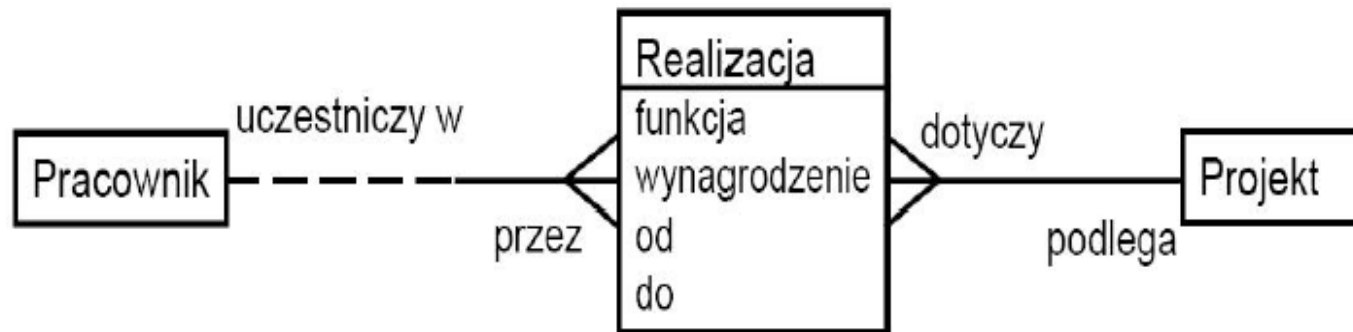 Pracownik
uczestniczy w
przez
Realizacja
funkcja
wynagrodzenie
od
do
dotyczy
podlega
Projekt